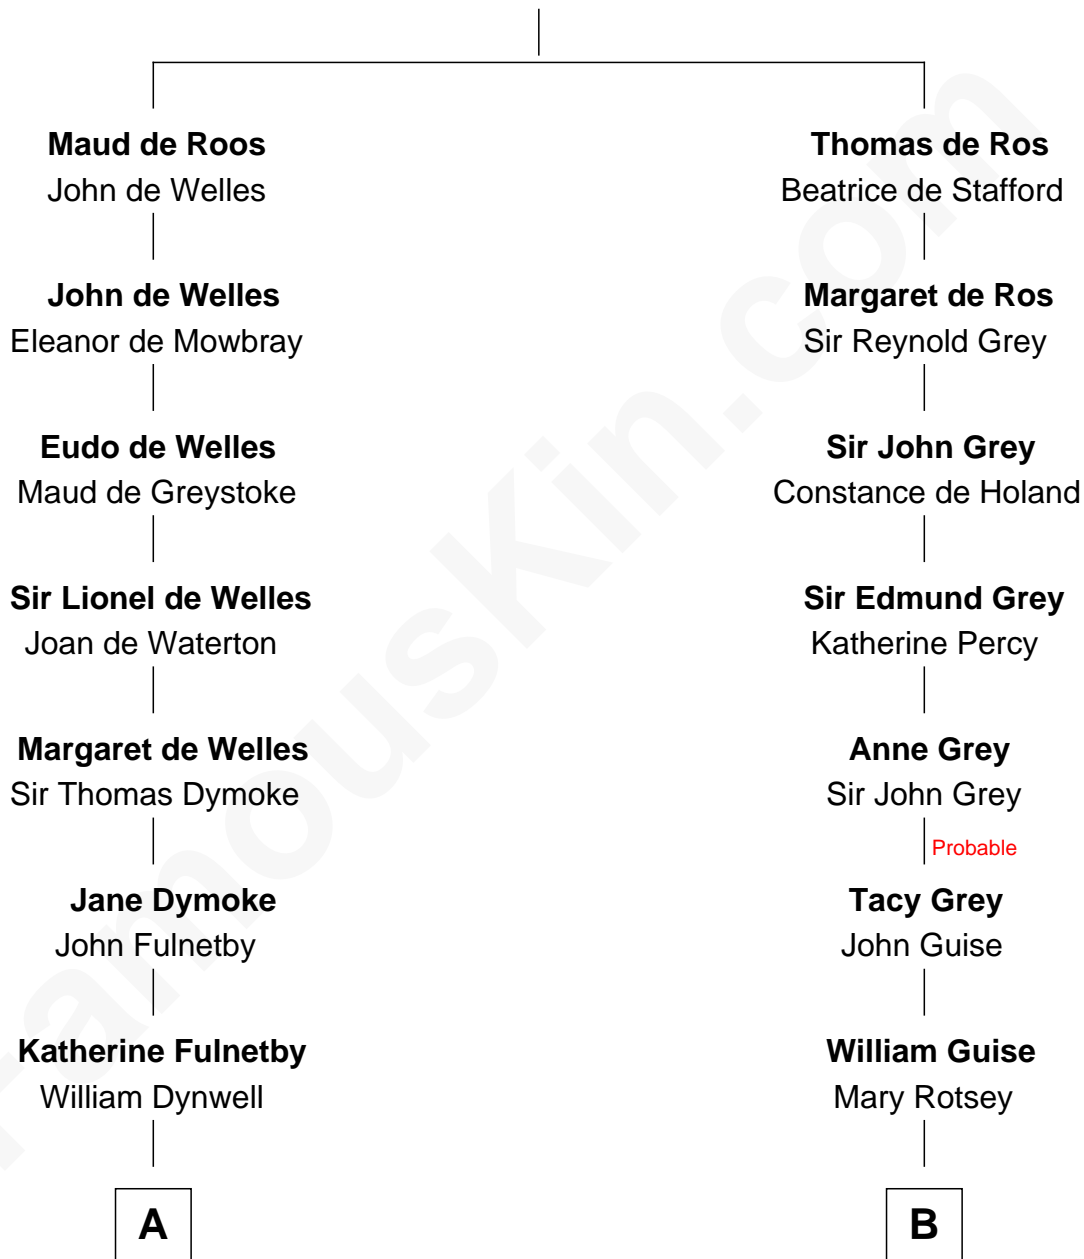 Maud de Roos
John de Welles
John de Welles
Eleanor de Mowbray
Eudo de Welles
Maud de Greystoke
Sir Lionel de Welles
Joan de Waterton
Margaret de Welles
Sir Thomas Dymoke
Jane Dymoke
John Fulnetby
Katherine Fulnetby
William Dynwell
A
Thomas de Ros
Beatrice de Stafford
Margaret de Ros
Sir Reynold Grey
Sir John Grey
Constance de Holand
Sir Edmund Grey
Katherine Percy
Anne Grey
Sir John Grey
Probable
Tacy Grey
John Guise
William Guise
Mary Rotsey
B
FamousKin.com